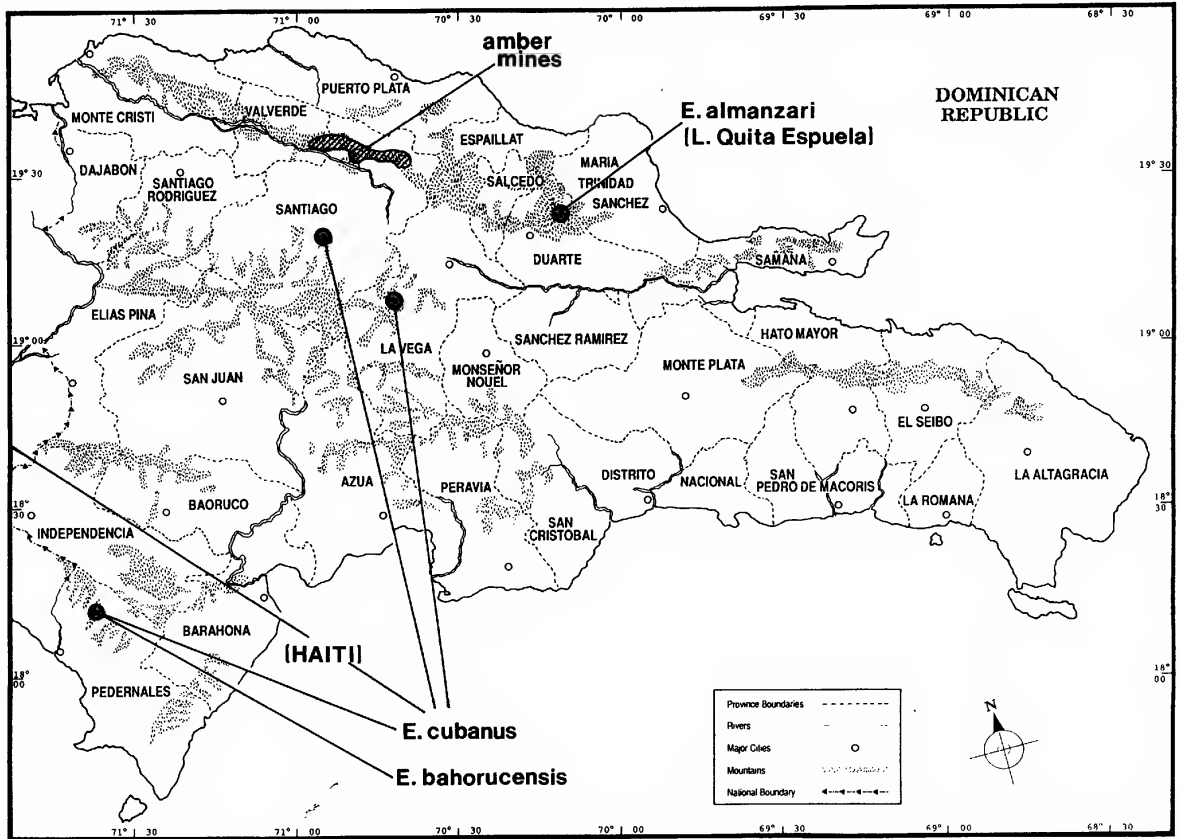 71° 30
71° 00
70° 30
70° 00
69° 30
69° 00
68° 30
amber
mines
PUERTO PLATA
VALVERDE
MONTE CRISTI
DOMINICAN
REPUBLIC
E. almanzari
(L. Quita Espuela)
ESPAILLAT
MARIA
TRINIDAD
SANCHEZ
DAJABON
SALCEDO
19° 30
19° 30
SANTIAGO
RODRIGUEZ
SANTIAGO
DUARTE
SAMANA
ELIAS PINA
SANCHEZ RAMIREZ
HATO MAYOR
19° 00
19° 00
LA VEGA
MONSEÑOR
NOUEL
MONTE PLATA
SAN JUAN
EL SEIBO
LA ALTAGRACIA
AZUA
PERAVIA
DISTRITO
NACIONAL
SAN
PEDRO DE MACORIS
LA ROMANA
BAORUCO
18° 30
18° 30
SAN
CRISTOBAL
INDEPENDENCIA
BARAHONA
(HAITI)
18° 00
18° 00
PEDERNALES
E. cubanus
E. bahorucensis
Province Boundaries
Rivers
Major Cities
Mountains
National Boundary
N
71° 30
71° 00
70° 30
70° 00
69° 30
69° 00
68° 30